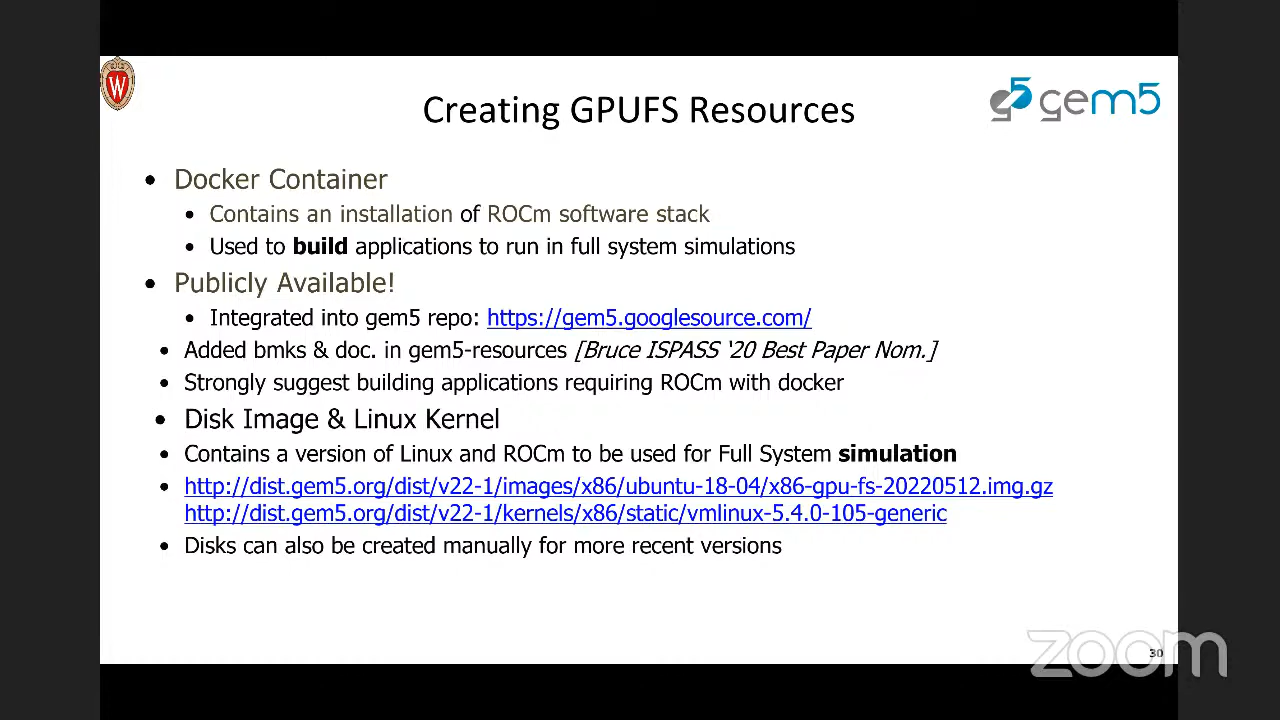 W
gem5
Creating GPUFS Resources
• Docker Container
• Contains an installation of ROCm software stack
• Used to build applications to run in full system simulations
• Publicly Available!
• Integrated into gem5 repo: https://gem5.googlesource.com/
• Added bmks & doc. in gem5-resources [Bruce ISPASS ‘20 Best Paper Nom.]
• Strongly suggest building applications requiring ROCm with docker
• Disk Image & Linux Kernel
• Contains a version of Linux and ROCm to be used for Full System simulation
• http://dist.gem5.org/dist/v22-1/images/x86/ubuntu-18-04/x86-gpu-fs-20220512.img.gz
http://dist.gem5.org/dist/v22-1/kernels/x86/static/vmlinux-5.4.0-105-generic
• Disks can also be created manually for more recent versions
30
zoom